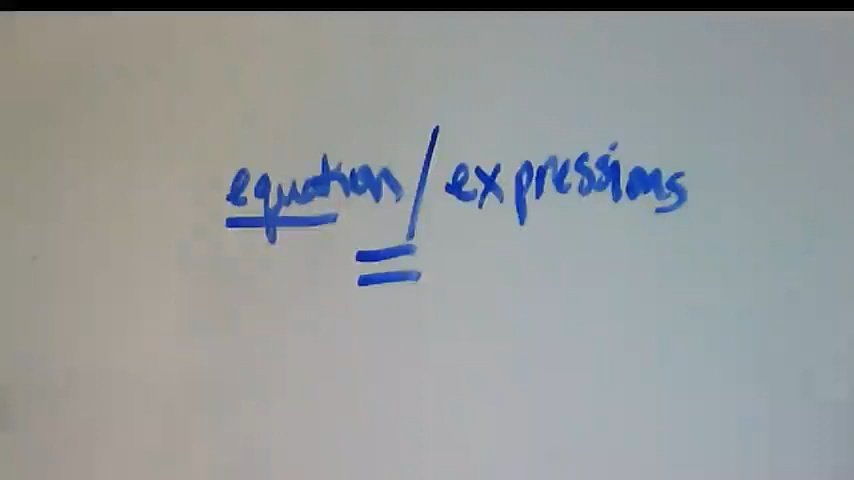 equation / expressions
=